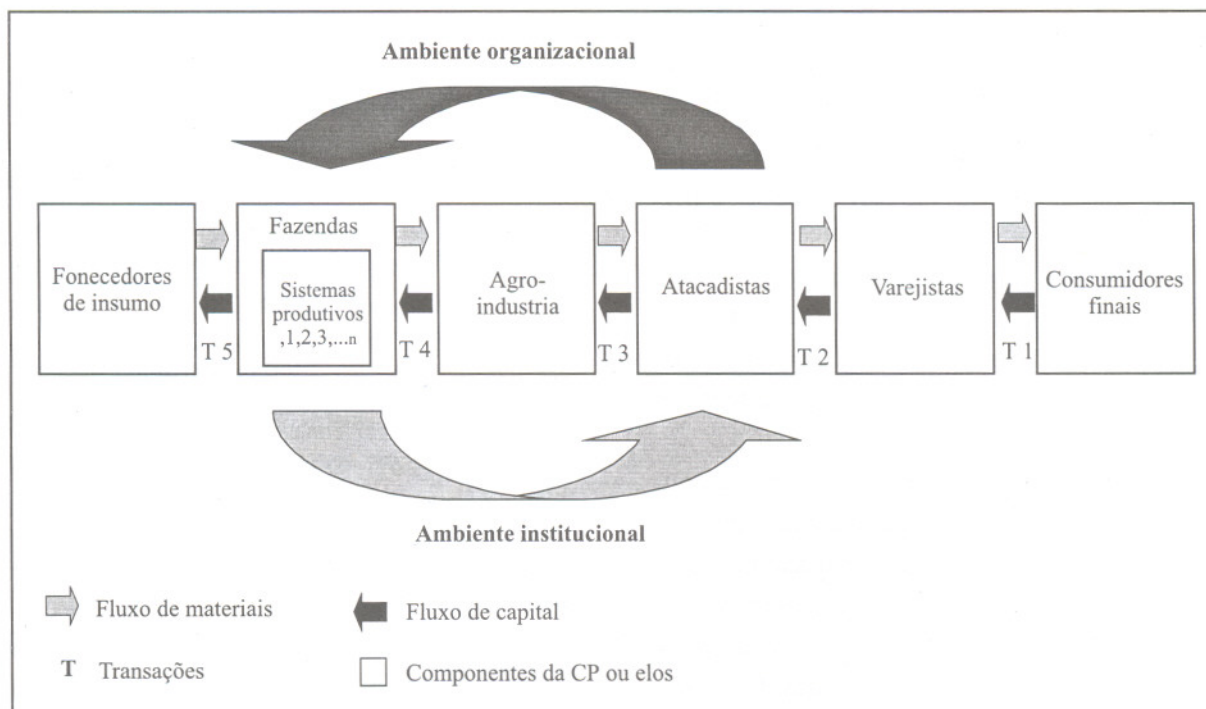 Ambiente organizacional
Fonecedores
de insumo
T 5
Fazendas
Sistemas
produtivos
,1,2,3,...n
T 4
Agro-
industria
T 3
Atacadistas
T 2
Varejistas
T 1
Consumidores
finais
Ambiente institucional
Fluxo de materiais
Fluxo de capital
T Transações
Componentes da CP ou elos